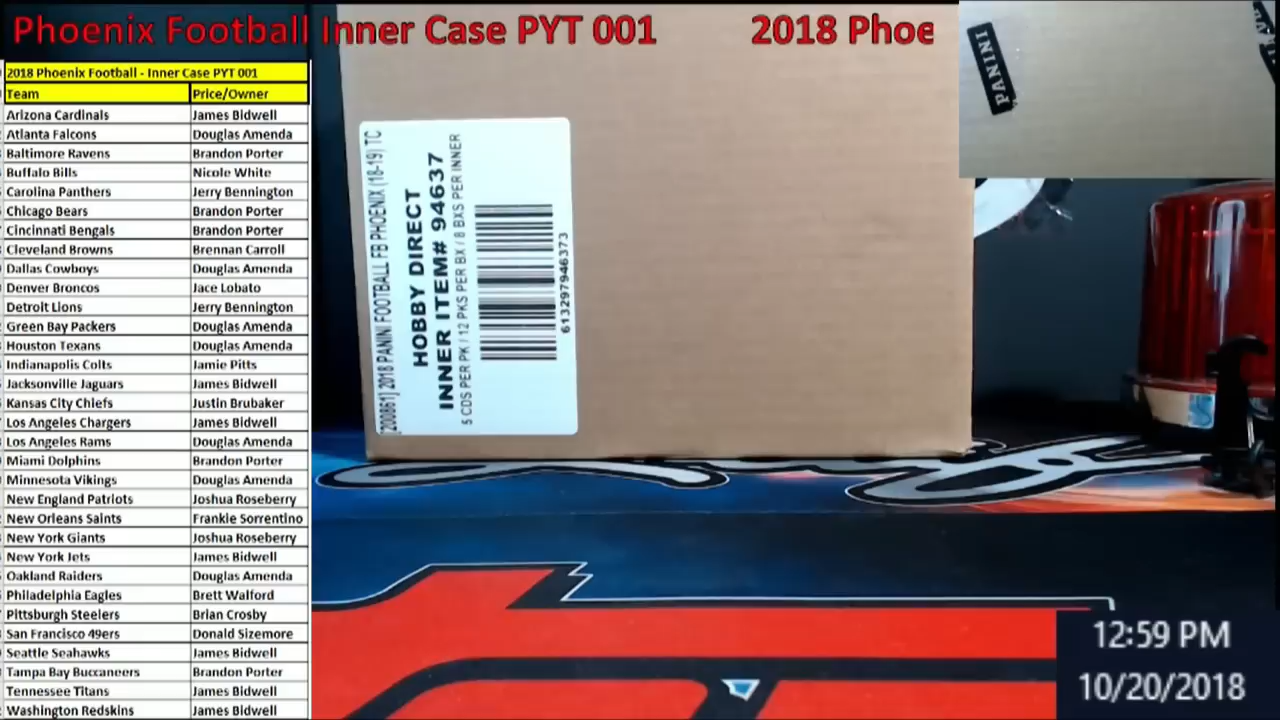 Phoenix Football Inner Case PYT 001 2018 Phoe
2018 Phoenix Football - Inner Case PYT 001
Team Price/Owner
Arizona Cardinals James Bidwell
Atlanta Falcons Douglas Amenda
Baltimore Ravens Brandon Porter
Buffalo Bills Nicole White
Carolina Panthers Jerry Bennington
Chicago Bears Brandon Porter
Cincinnati Bengals Brandon Porter
Cleveland Browns Brennan Carroll
Dallas Cowboys Douglas Amenda
Denver Broncos Jace Lobato
Detroit Lions Jerry Bennington
Green Bay Packers Douglas Amenda
Houston Texans Douglas Amenda
Indianapolis Colts Jamie Pitts
Jacksonville Jaguars James Bidwell
Kansas City Chiefs Justin Brubaker
Los Angeles Chargers James Bidwell
Los Angeles Rams Douglas Amenda
Miami Dolphins Brandon Porter
Minnesota Vikings Douglas Amenda
New England Patriots Joshua Roseberry
New Orleans Saints Frankie Sorrentino
New York Giants Joshua Roseberry
New York Jets James Bidwell
Oakland Raiders Douglas Amenda
Philadelphia Eagles Brett Walford
Pittsburgh Steelers Brian Crosby
San Francisco 49ers Donald Sizemore
Seattle Seahawks James Bidwell
Tampa Bay Buccaneers Brandon Porter
Tennessee Titans James Bidwell
Washington Redskins James Bidwell
[200861] 2018 PANINI FOOTBALL FB PHOENIX (18-19) TC
HOBBY DIRECT
INNER ITEM# 94637
5 CDS PER PK / 12 PKS PER BX / 8 BXS PER INNER
613297946373
PANINI
12:59 PM
10/20/2018